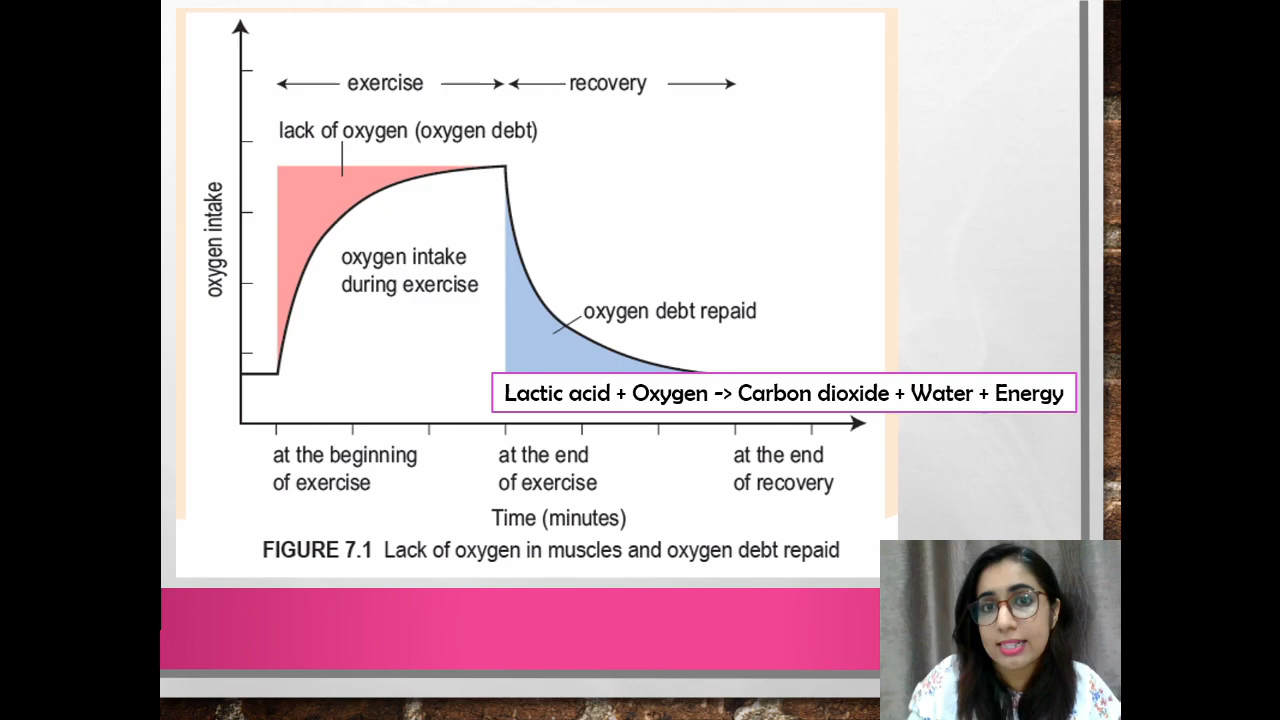 exercise
recovery
lack of oxygen (oxygen debt)
oxygen intake
oxygen intake
during exercise
oxygen debt repaid
Lactic acid + Oxygen -> Carbon dioxide + Water + Energy
at the beginning
of exercise
at the end
of exercise
at the end
of recovery
Time (minutes)
FIGURE 7.1 Lack of oxygen in muscles and oxygen debt repaid